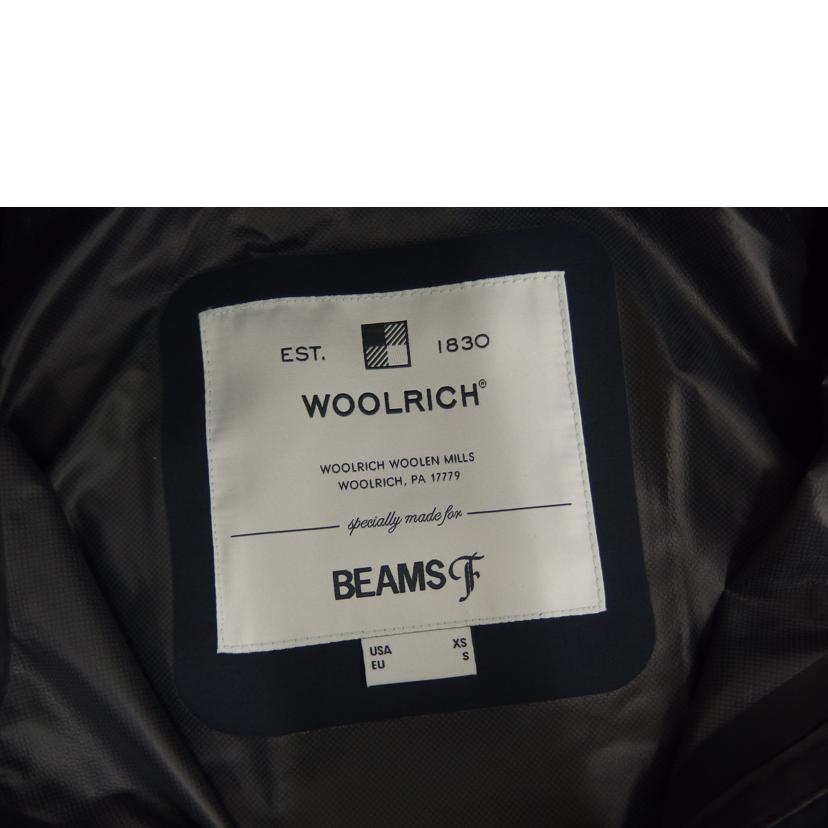 EST. 1830
WOOLRICH®
WOOLRICH WOOLEN MILLS
WOOLRICH, PA 17779
specially made for
BEAMS F
USA XS
EU S